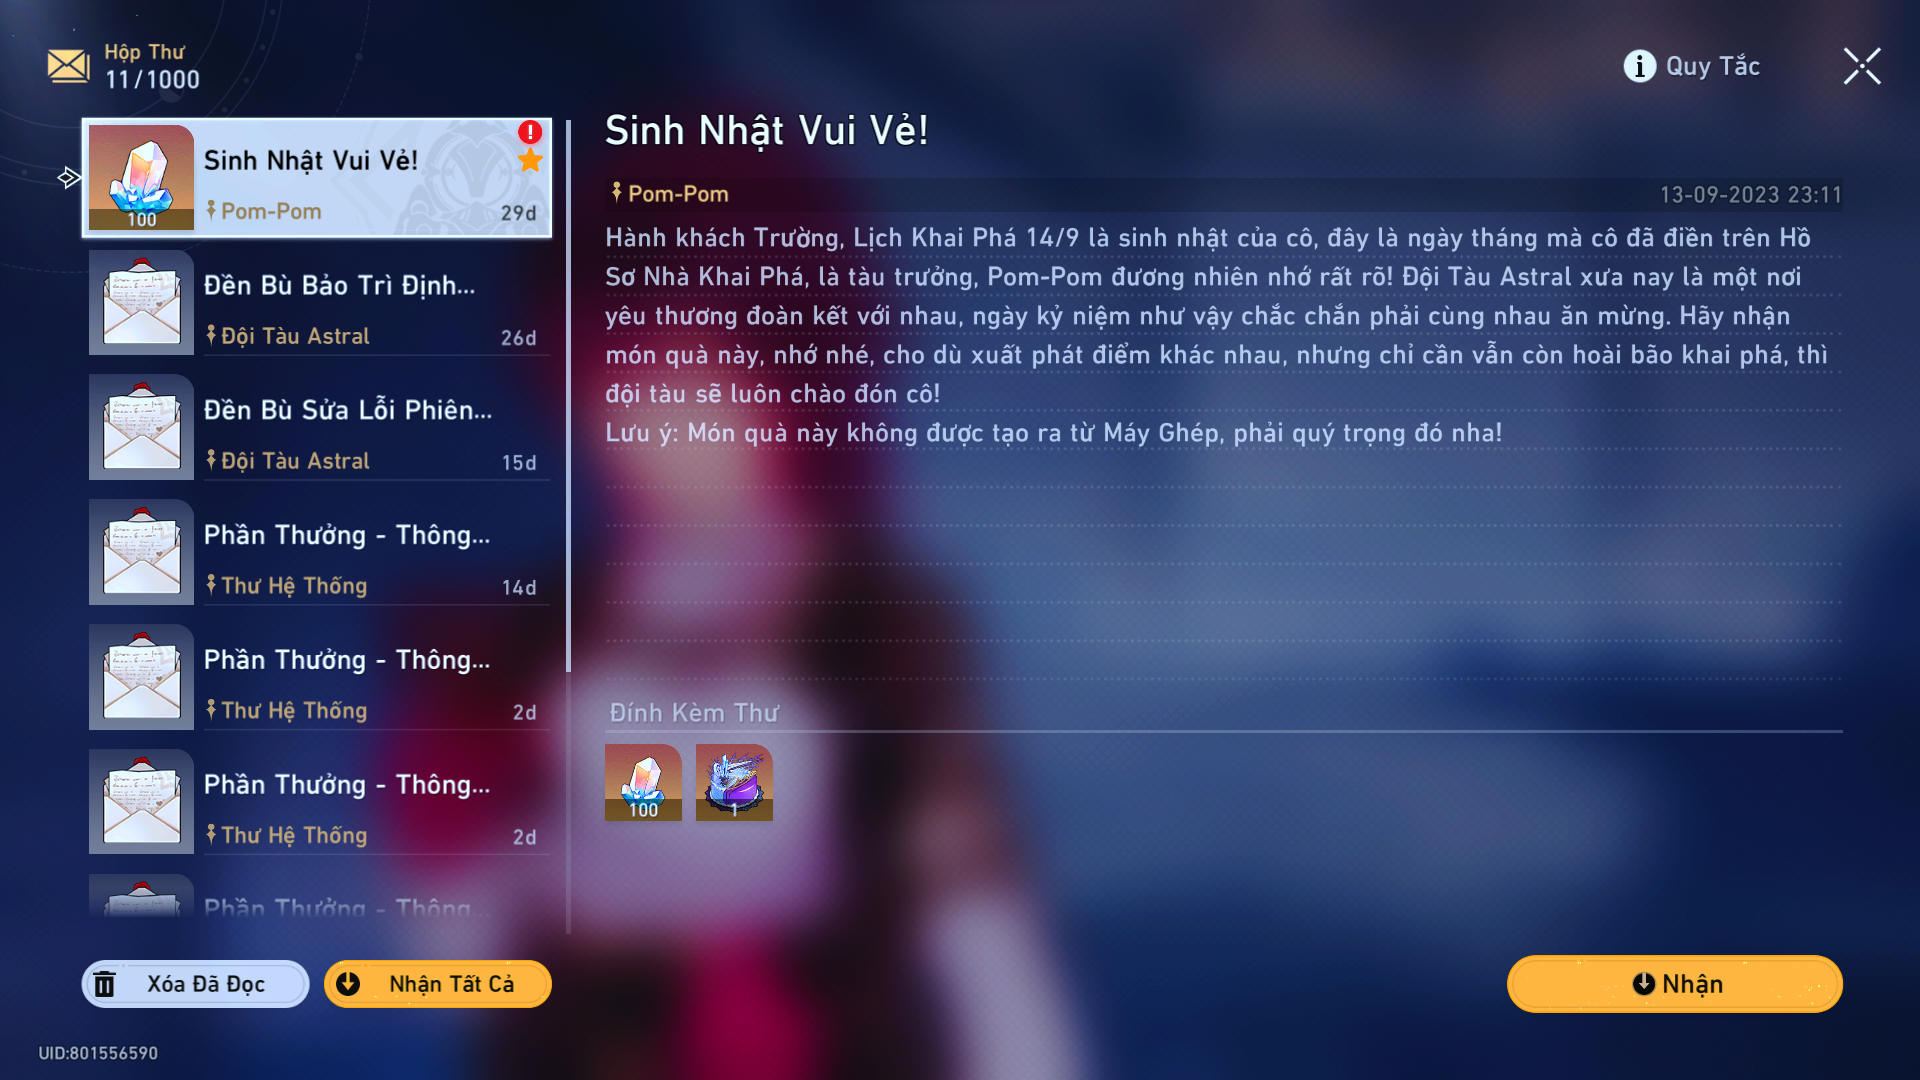 Hộp Thư
11/1000
Quy Tắc
Sinh Nhật Vui Vẻ!
Pom-Pom
29d
100
Đền Bù Bảo Trì Định...
Đội Tàu Astral
26d
Đền Bù Sửa Lỗi Phiên...
Đội Tàu Astral
15d
Phần Thưởng - Thông...
Thư Hệ Thống
14d
Phần Thưởng - Thông...
Thư Hệ Thống
2d
Phần Thưởng - Thông...
Thư Hệ Thống
2d
Phần Thưởng - Thông...
Xóa Đã Đọc
Nhận Tất Cả
Sinh Nhật Vui Vẻ!
Pom-Pom
13-09-2023 23:11
Hành khách Trường, Lịch Khai Phá 14/9 là sinh nhật của cô, đây là ngày tháng mà cô đã điền trên Hồ
Sơ Nhà Khai Phá, là tàu trưởng, Pom-Pom đương nhiên nhớ rất rõ! Đội Tàu Astral xưa nay là một nơi
yêu thương đoàn kết với nhau, ngày kỷ niệm như vậy chắc chắn phải cùng nhau ăn mừng. Hãy nhận
món quà này, nhớ nhé, cho dù xuất phát điểm khác nhau, nhưng chỉ cần vẫn còn hoài bão khai phá, thì
đội tàu sẽ luôn chào đón cô!
Lưu ý: Món quà này không được tạo ra từ Máy Ghép, phải quý trọng đó nha!
Đính Kèm Thư
100
1
Nhận
UID:801556590